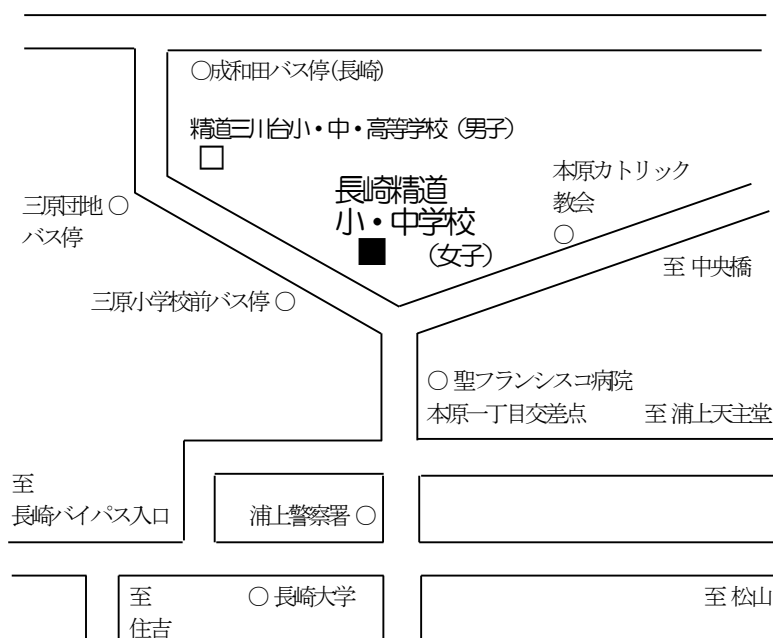 ○成和田バス停(長崎)
精道三川台小・中・高等学校（男子）
本原カトリック
教会
長崎精道
小・中学校
（女子）
三原団地 ○
バス停
至 中央橋
三原小学校前バス停 ○
○ 聖フランシスコ病院
本原一丁目交差点
至 浦上天主堂
至
長崎バイパス入口
浦上警察署 ○
至
住吉
○ 長崎大学
至 松山